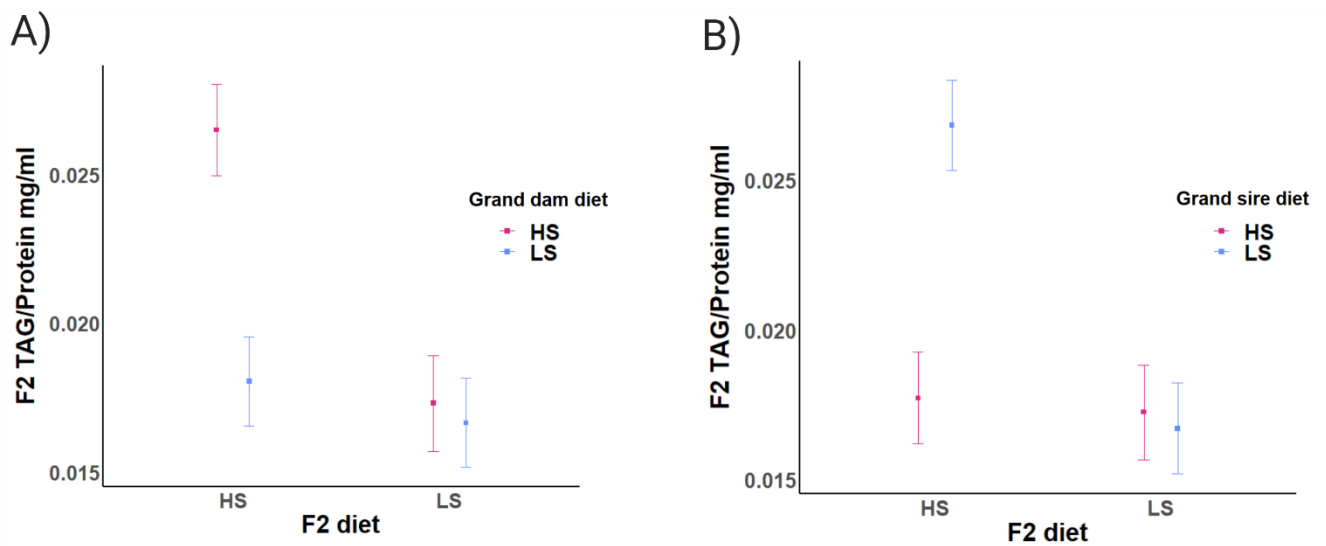 A)
F2 TAG/Protein mg/ml
0.025
0.020
0.015
HS
LS
F2 diet
Grand dam diet
HS
LS
B)
F2 TAG/Protein mg/ml
0.025
0.020
0.015
HS
LS
F2 diet
Grand sire diet
HS
LS